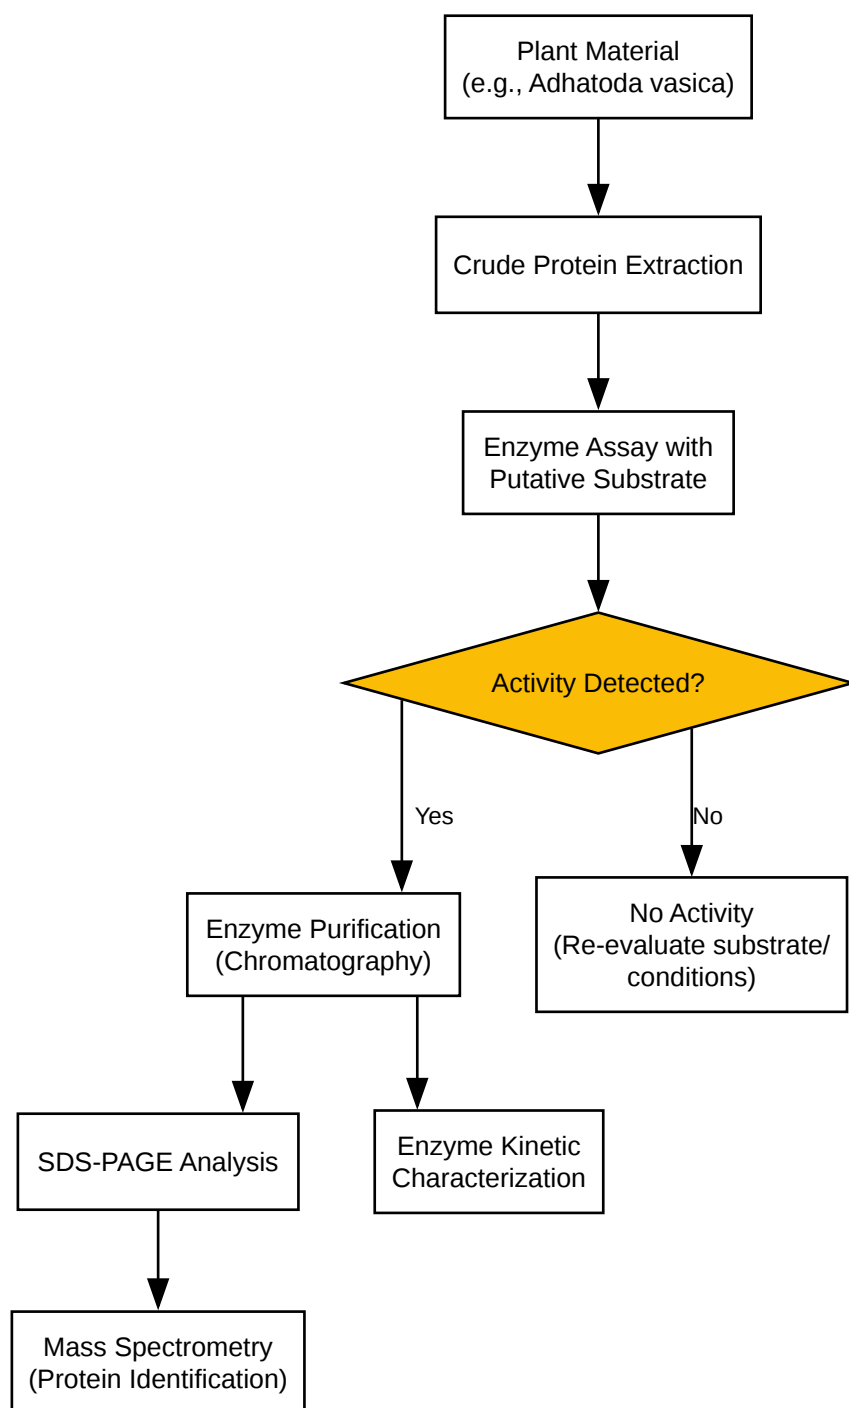 Plant Material
(e.g., Adhatoda vasica)
Crude Protein Extraction
Enzyme Assay with
Putative Substrate
Activity Detected?
Yes
No
Enzyme Purification
(Chromatography)
No Activity
(Re-evaluate substrate/
conditions)
SDS-PAGE Analysis
Enzyme Kinetic
Characterization
Mass Spectrometry
(Protein Identification)